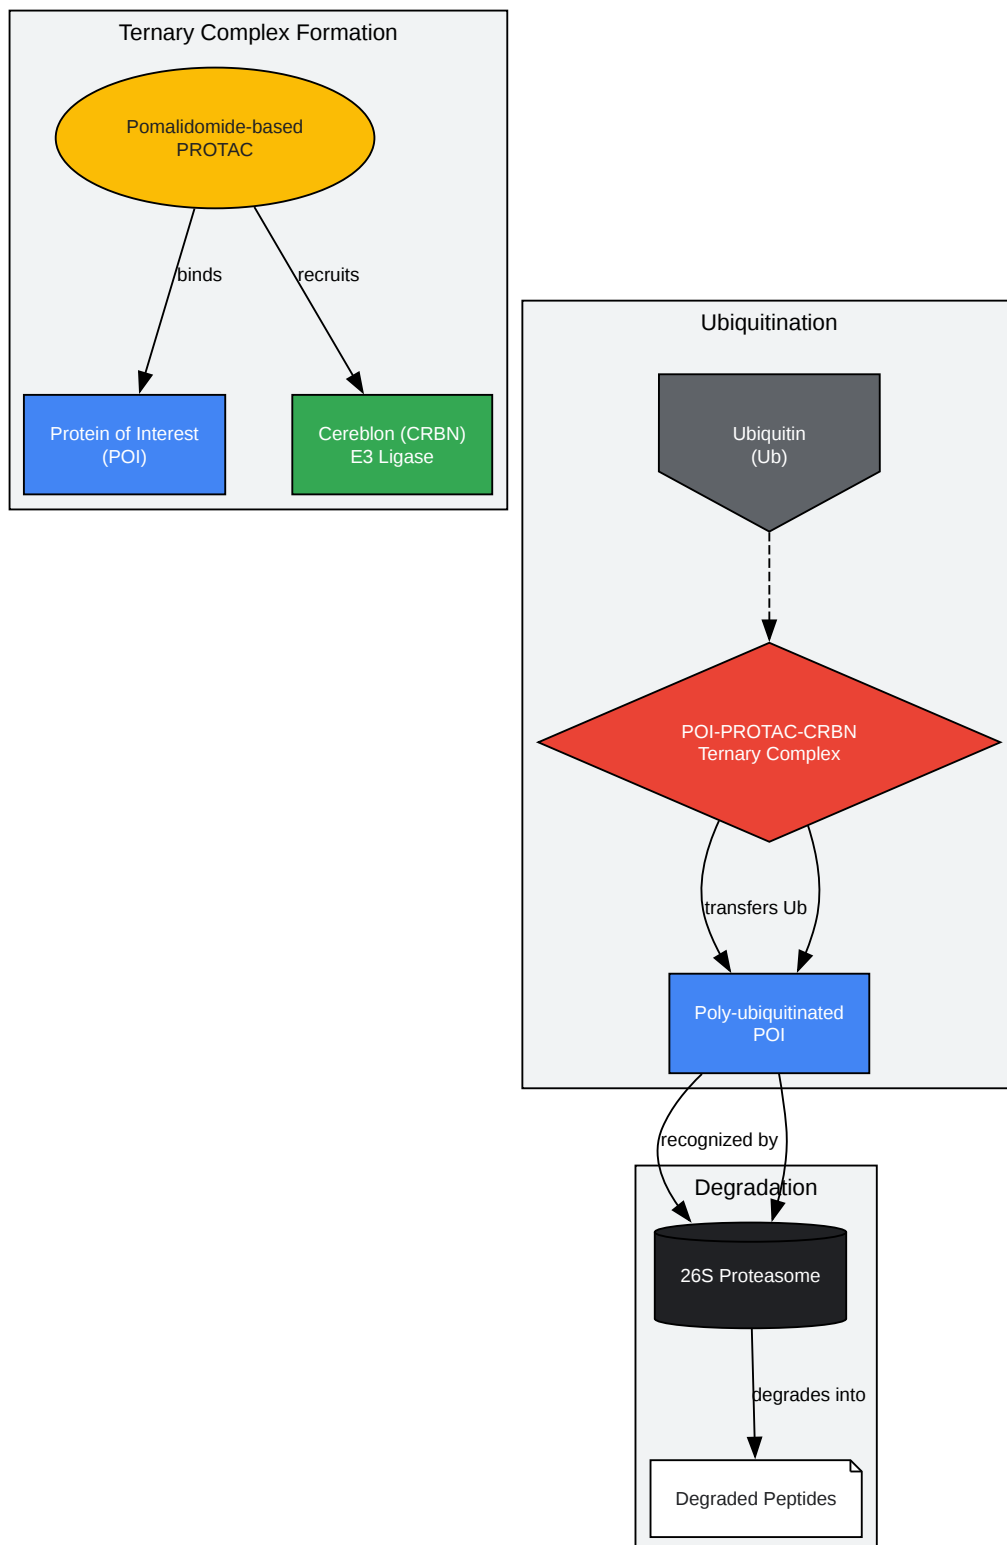 Ternary Complex Formation
Pomalidomide-based
PROTAC
binds
recruits
Protein of Interest
(POI)
Cereblon (CRBN)
E3 Ligase
Ubiquitination
Ubiquitin
(Ub)
POI-PROTAC-CRBN
Ternary Complex
transfers Ub
Poly-ubiquitinated
POI
recognized by
Degradation
26S Proteasome
degrades into
Degraded Peptides